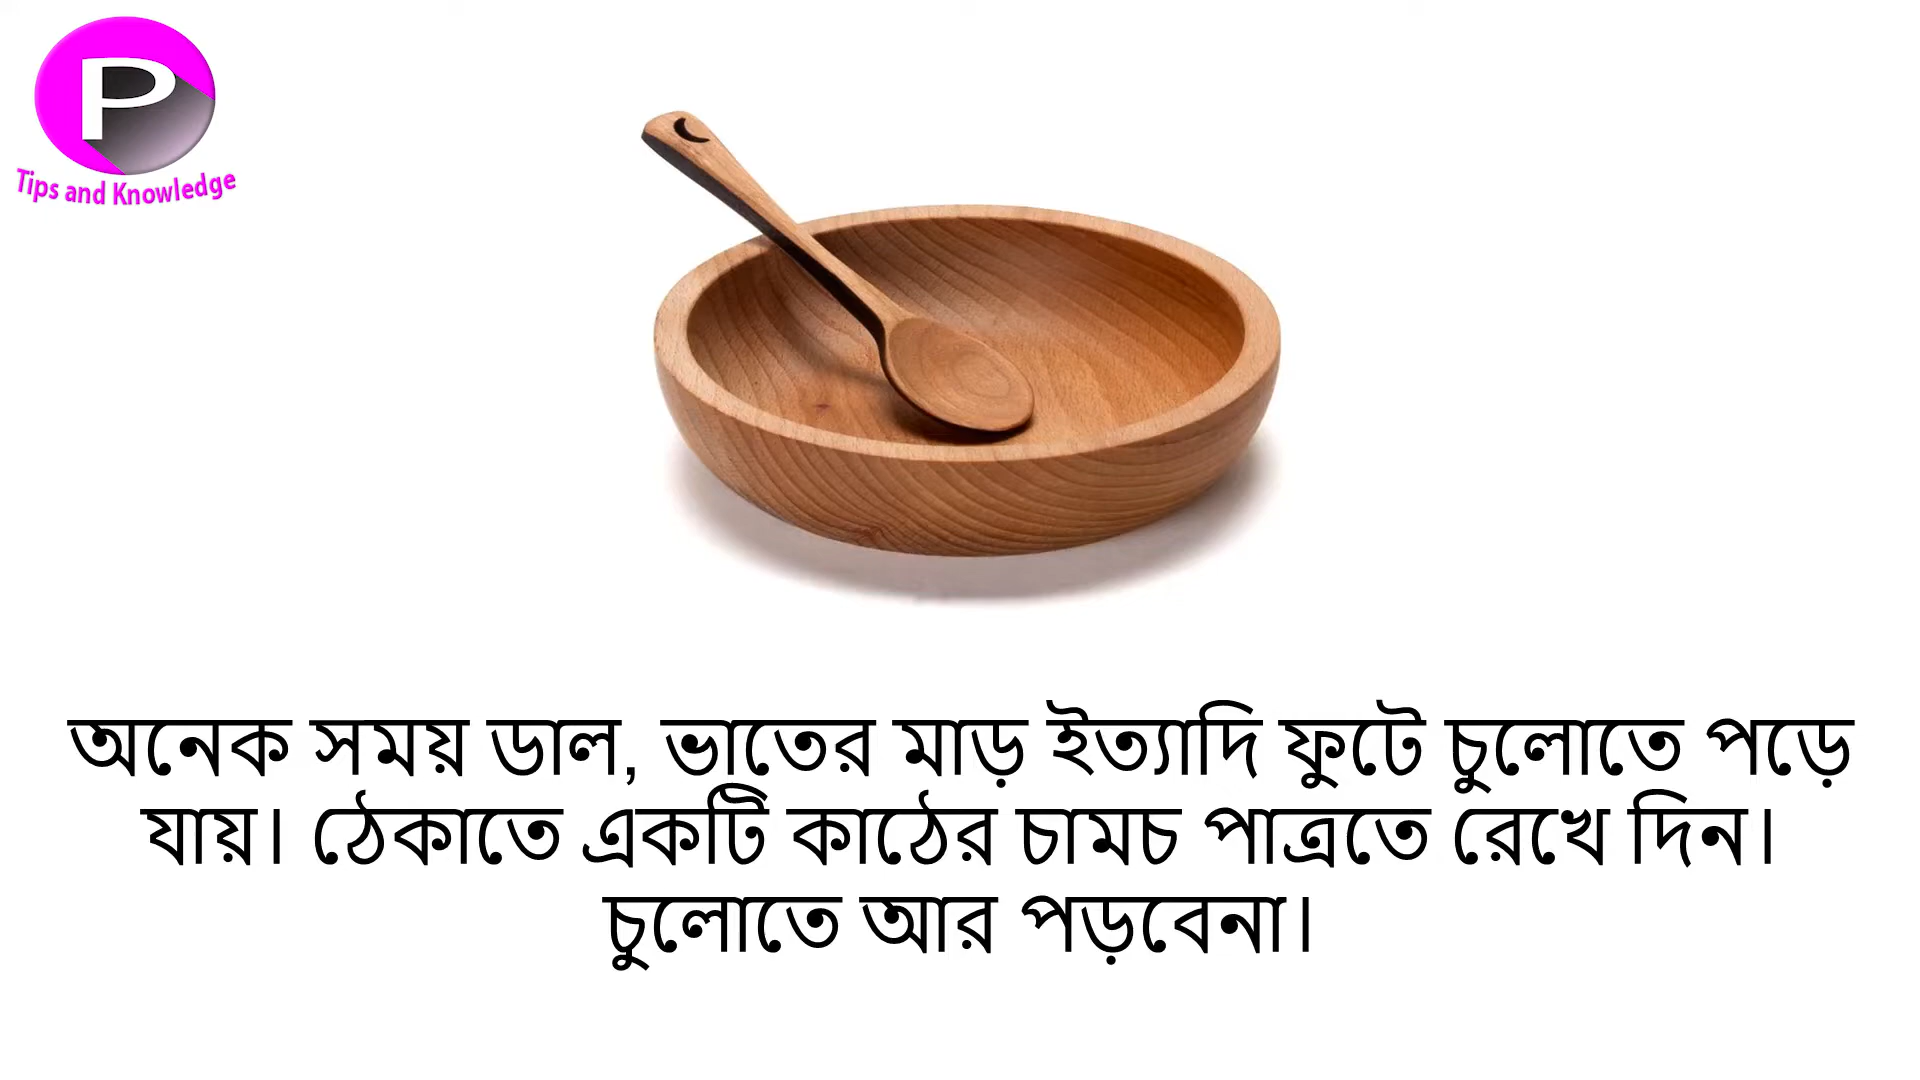 P
Tips and Knowledge
অনেক সময় ডাল, ভাতের মাড় ইত্যাদি ফুটে চুলোতে পড়ে
যায়। ঠেকাতে একটি কাঠের চামচ পাত্রতে রেখে দিন।
চুলোতে আর পড়বেনা।